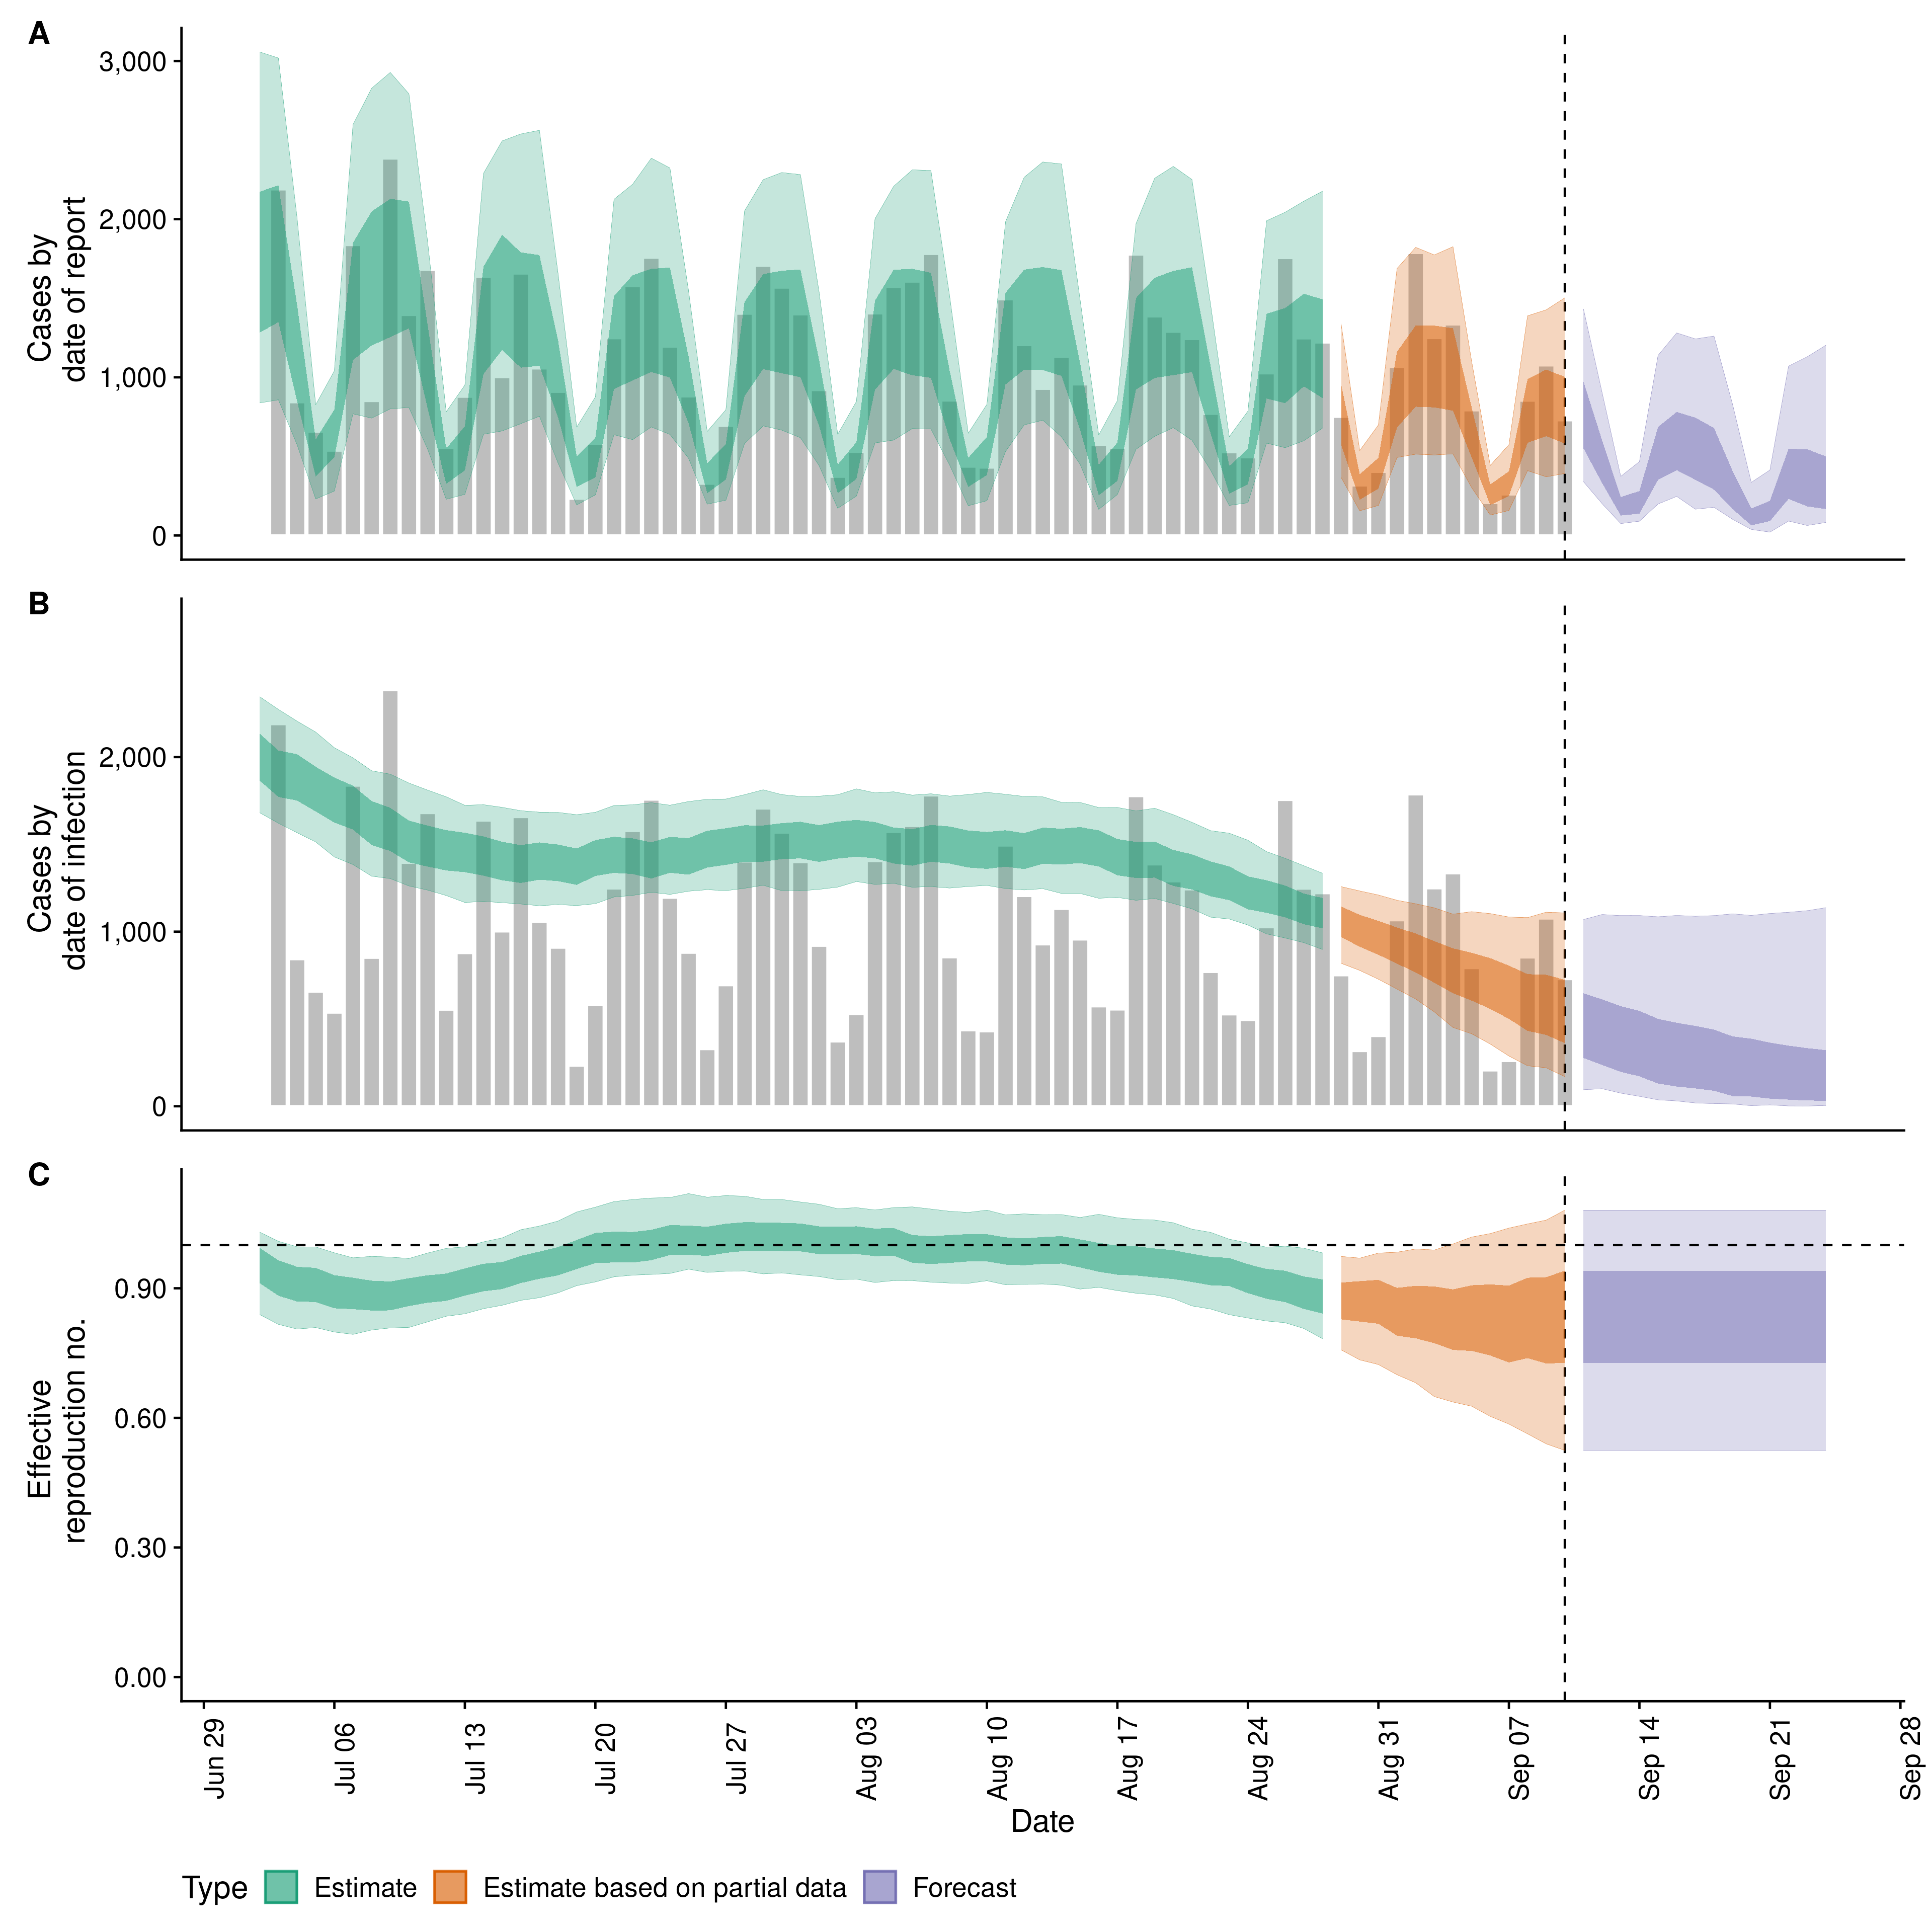 A
Cases by
date of report
3,000
2,000
1,000
0
B
Cases by
date of infection
2,000
1,000
0
C
Effective
reproduction no.
0.90
0.60
0.30
0.00
Jun 29
Jul 06
Jul 13
Jul 20
Jul 27
Aug 03
Aug 10
Aug 17
Aug 24
Aug 31
Sep 07
Sep 14
Sep 21
Sep 28
Date
Type Estimate Estimate based on partial data Forecast